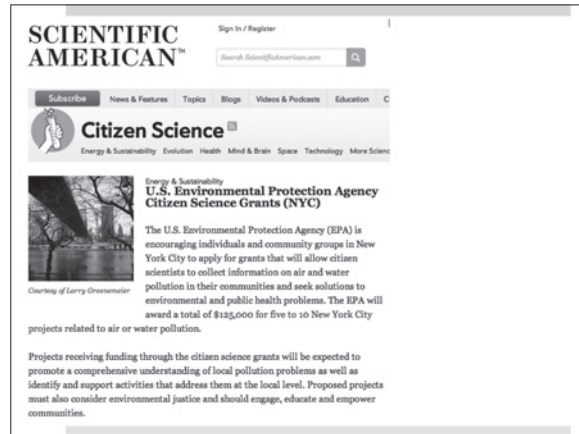 SCIENTIFIC
AMERICAN™
Sign In / Register
Search ScientificAmerican.com
Subscribe News & Features Topics Blogs Videos & Podcasts Education C
Citizen Science
Energy & Sustainability Evolution Health Mind & Brain Space Technology More Scienc
Energy & Sustainability
U.S. Environmental Protection Agency
Citizen Science Grants (NYC)
The U.S. Environmental Protection Agency (EPA) is
encouraging individuals and community groups in New
York City to apply for grants that will allow citizen
scientists to collect information on air and water
pollution in their communities and seek solutions to
environmental and public health problems. The EPA will
award a total of $125,000 for five to 10 New York City
projects related to air or water pollution.
Courtesy of Larry Greenemeier
Projects receiving funding through the citizen science grants will be expected to
promote a comprehensive understanding of local pollution problems as well as
identify and support activities that address them at the local level. Proposed projects
must also consider environmental justice and should engage, educate and empower
communities.